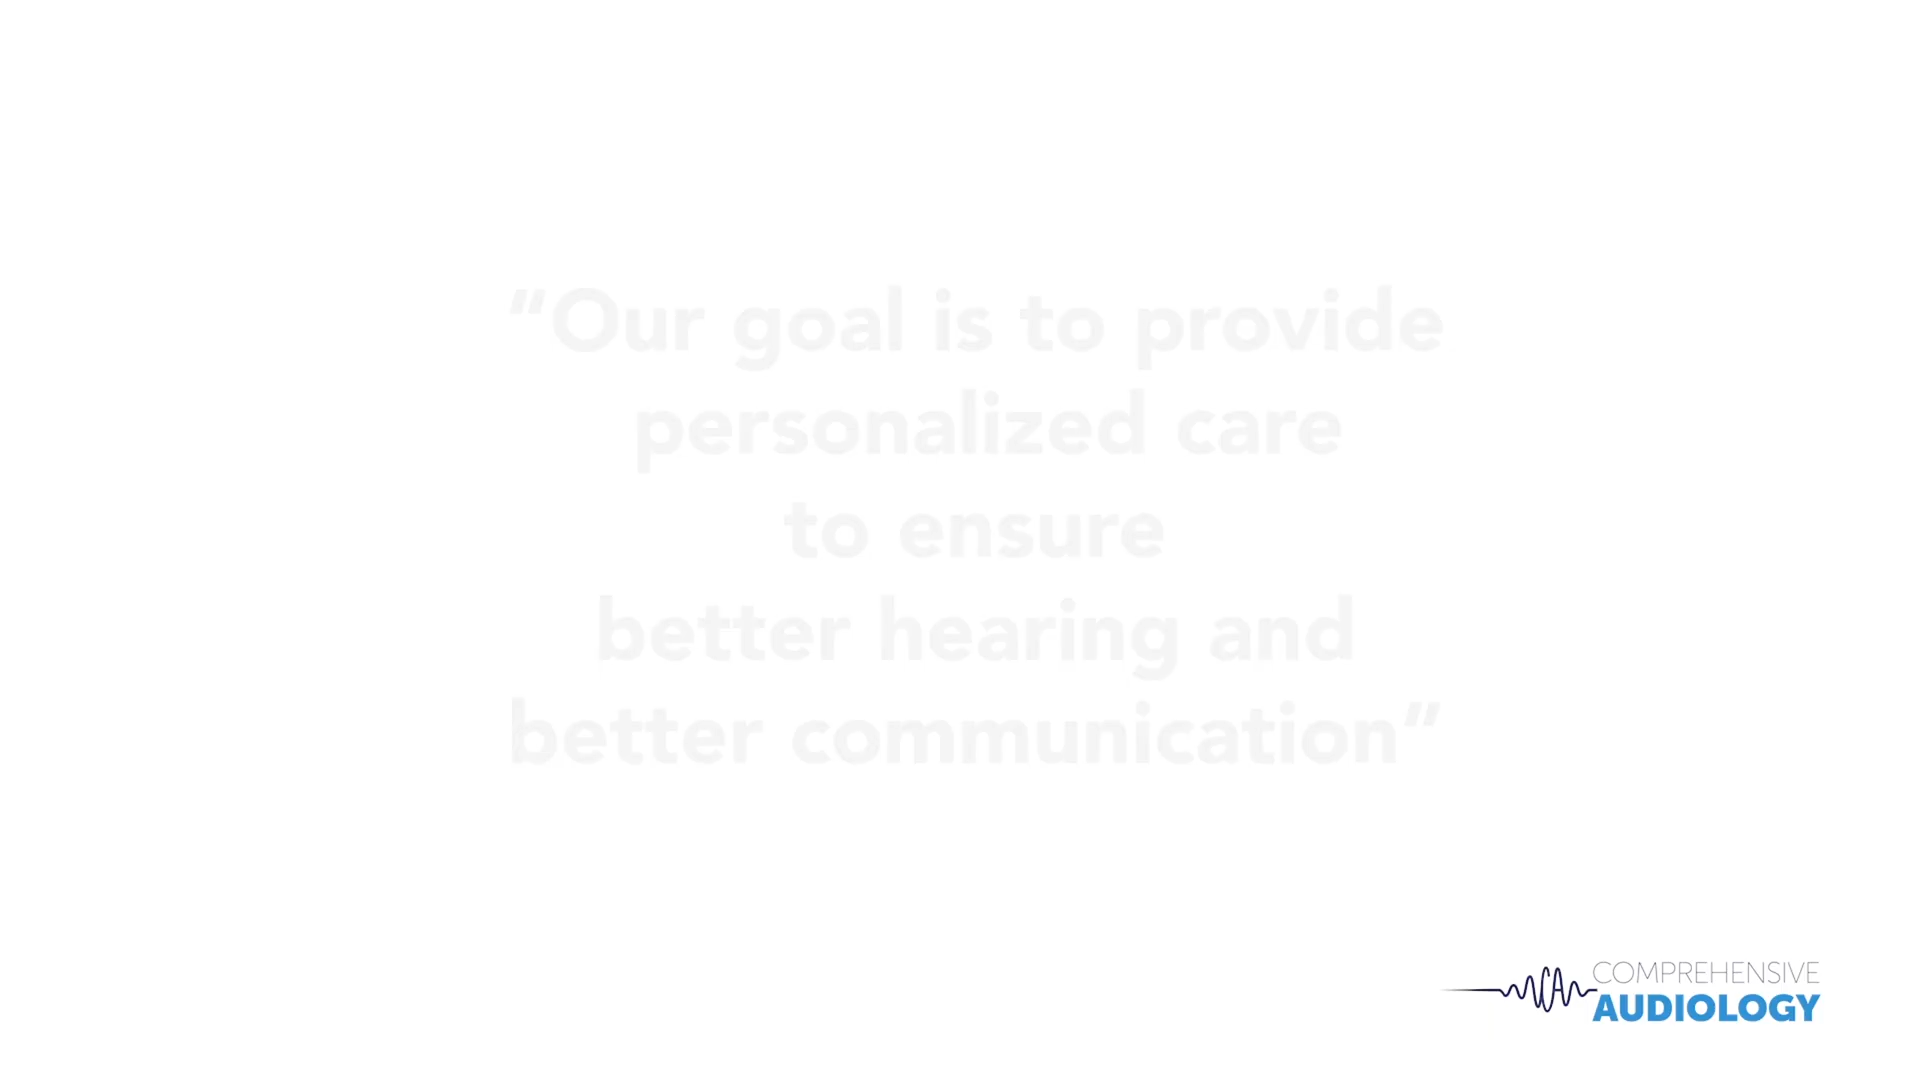 “Our goal is to provide
personalized care
to ensure
better hearing and
better communication”
COMPREHENSIVE
AUDIOLOGY